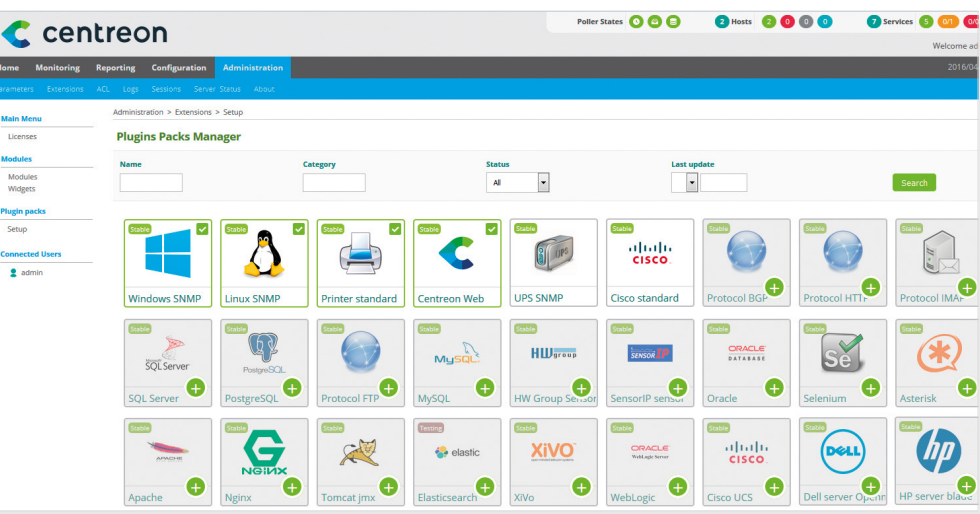 centreon
Poller States 2 Hosts 2 0 0 0 7 Services 5 0/1 0/0
Welcome ad
Home Monitoring Reporting Configuration Administration 2016/04
Parameters Extensions ACL Logs Sessions Server Status About
Main Menu
Licenses
Modules
Modules
Widgets
Plugin packs
Setup
Connected Users
admin
Administration > Extensions > Setup
Plugins Packs Manager
Name Category Status Last update
All Search
Stable Stable Stable Stable Stable Stable Stable Stable Stable
UPS CISCO
Windows SNMP Linux SNMP Printer standard Centreon Web UPS SNMP Cisco standard Protocol BGP Protocol HTTP Protocol IMAP
Stable Stable Stable Stable Stable Stable Stable Stable Stable
Microsoft SQL Server PostgreSQL MySQL HWgroup SENSOR IP ORACLE DATABASE Se
SQL Server PostgreSQL Protocol FTP MySQL HW Group Sensor SensorIP sensor Oracle Selenium Asterisk
Stable Stable Stable Testing Stable Stable Stable Stable Stable
APACHE NGINX elastic XiVO ORACLE WebLogic Server CISCO DELL hp
Apache Nginx Tomcat jmx Elasticsearch XiVo WebLogic Cisco UCS Dell server Openm HP server blade